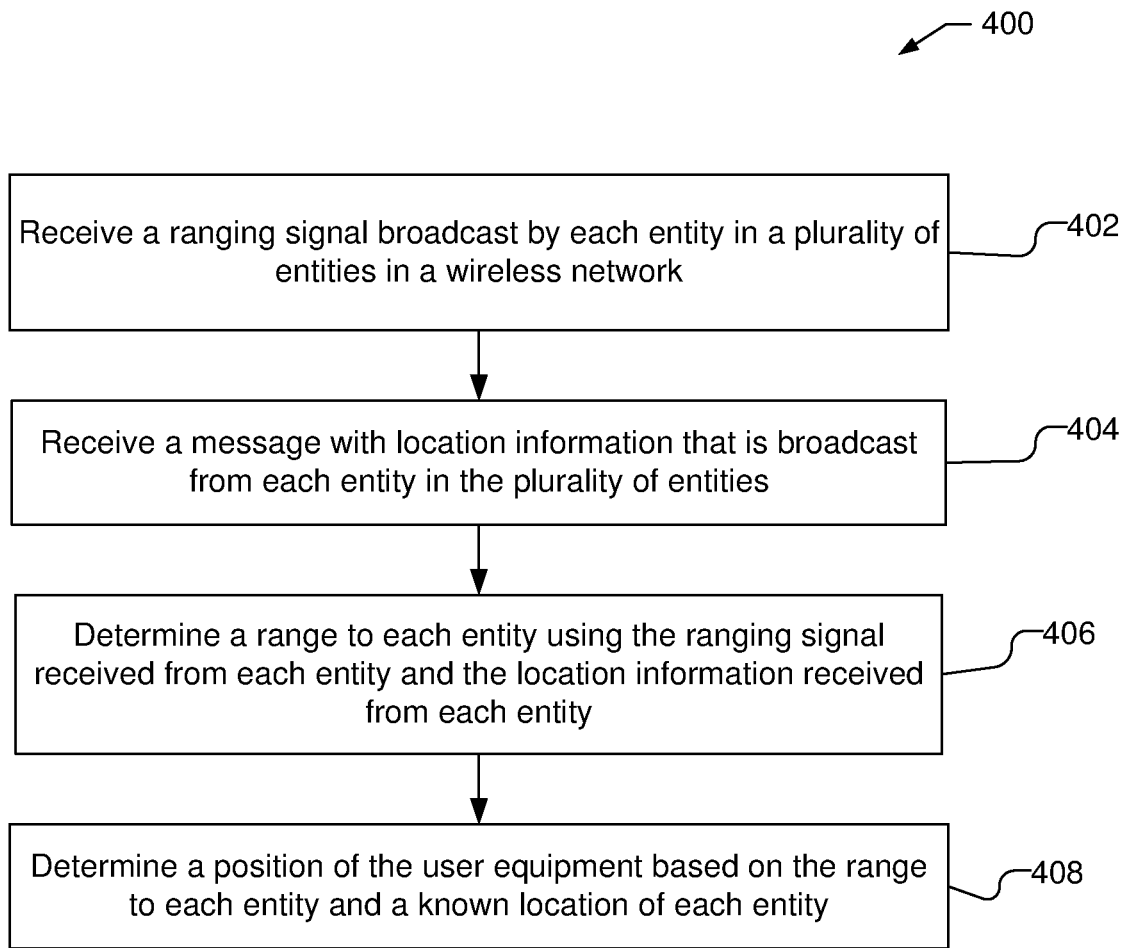 400
Receive a ranging signal broadcast by each entity in a plurality of
entities in a wireless network
402
Receive a message with location information that is broadcast
from each entity in the plurality of entities
404
Determine a range to each entity using the ranging signal
received from each entity and the location information received
from each entity
406
Determine a position of the user equipment based on the range
to each entity and a known location of each entity
408